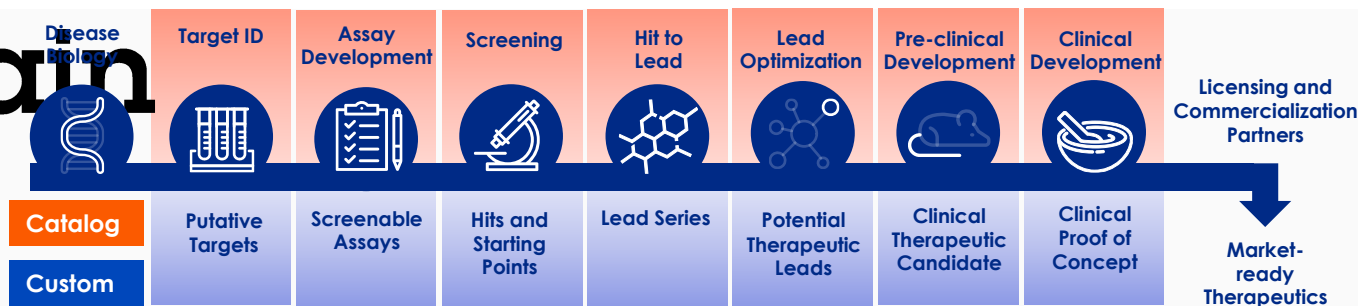 Disease
Biology
ain
Target ID
Assay
Development
Screening
Hit to
Lead
Lead
Optimization
Pre-clinical
Development
Clinical
Development
Licensing and
Commercialization
Partners
Catalog
Custom
Putative
Targets
Screenable
Assays
Hits and
Starting
Points
Lead Series
Potential
Therapeutic
Leads
Clinical
Therapeutic
Candidate
Clinical
Proof of
Concept
Market-
ready
Therapeutics